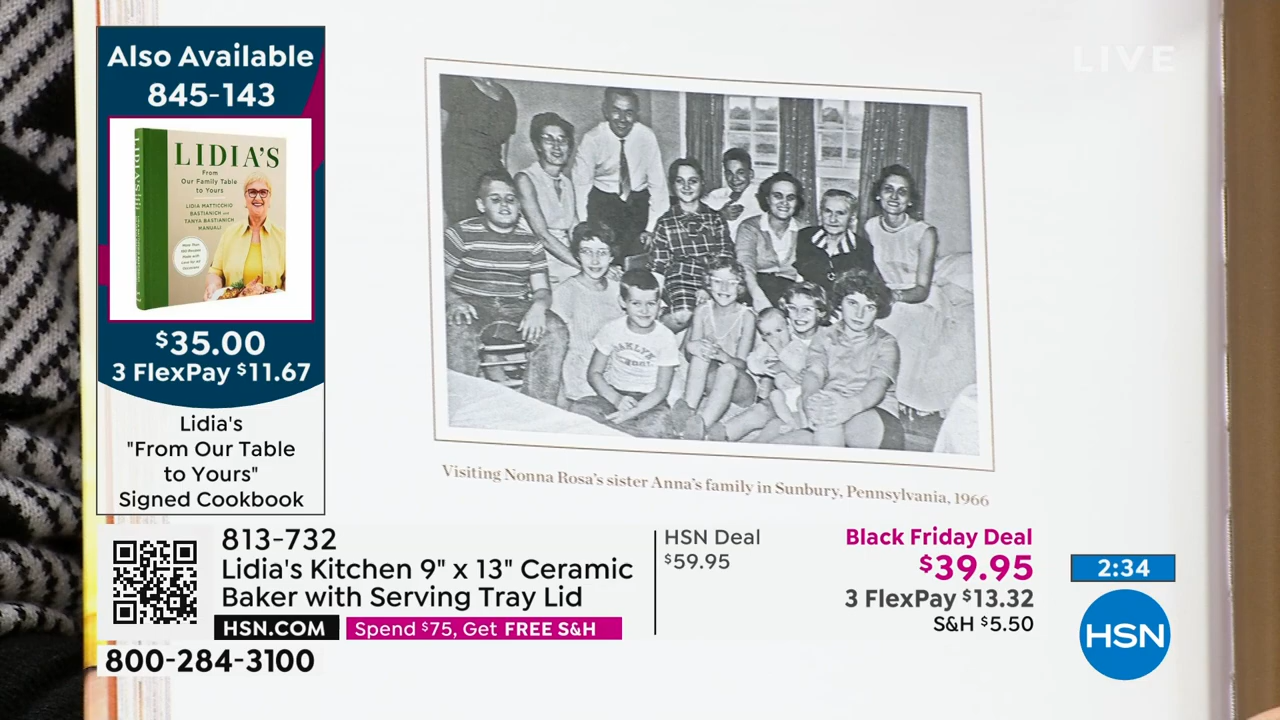 Also Available
845-143
LIDIA'S
From
Our Family Table
to Yours
LIDIA MATTICCHIO
BASTIANICH and
TANYA BASTIANICH
MANUALI
$35.00
3 FlexPay $11.67
Lidia's
"From Our Table
to Yours"
Signed Cookbook
LIVE
Visiting Nonna Rosa's sister Anna's family in Sunbury, Pennsylvania, 1966
813-732
Lidia's Kitchen 9" x 13" Ceramic
Baker with Serving Tray Lid
HSN.COM
Spend $75, Get FREE S&H
800-284-3100
HSN Deal
$59.95
Black Friday Deal
$39.95
3 FlexPay $13.32
S&H $5.50
2:34
HSN